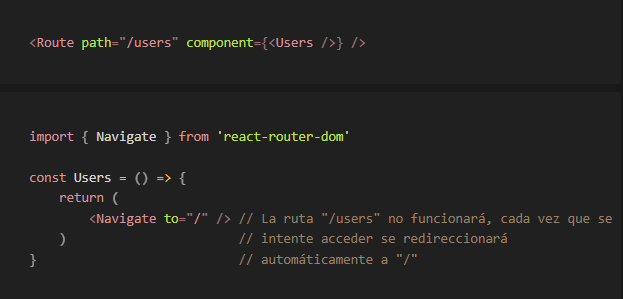 <Route path="/users" component={<Users />} />
import { Navigate } from 'react-router-dom'
const Users = () => {
    return (
        <Navigate to="/" /> // La ruta "/users" no funcionará, cada vez que se
    )                       // intente acceder se redireccionará
}                           // automáticamente a "/"